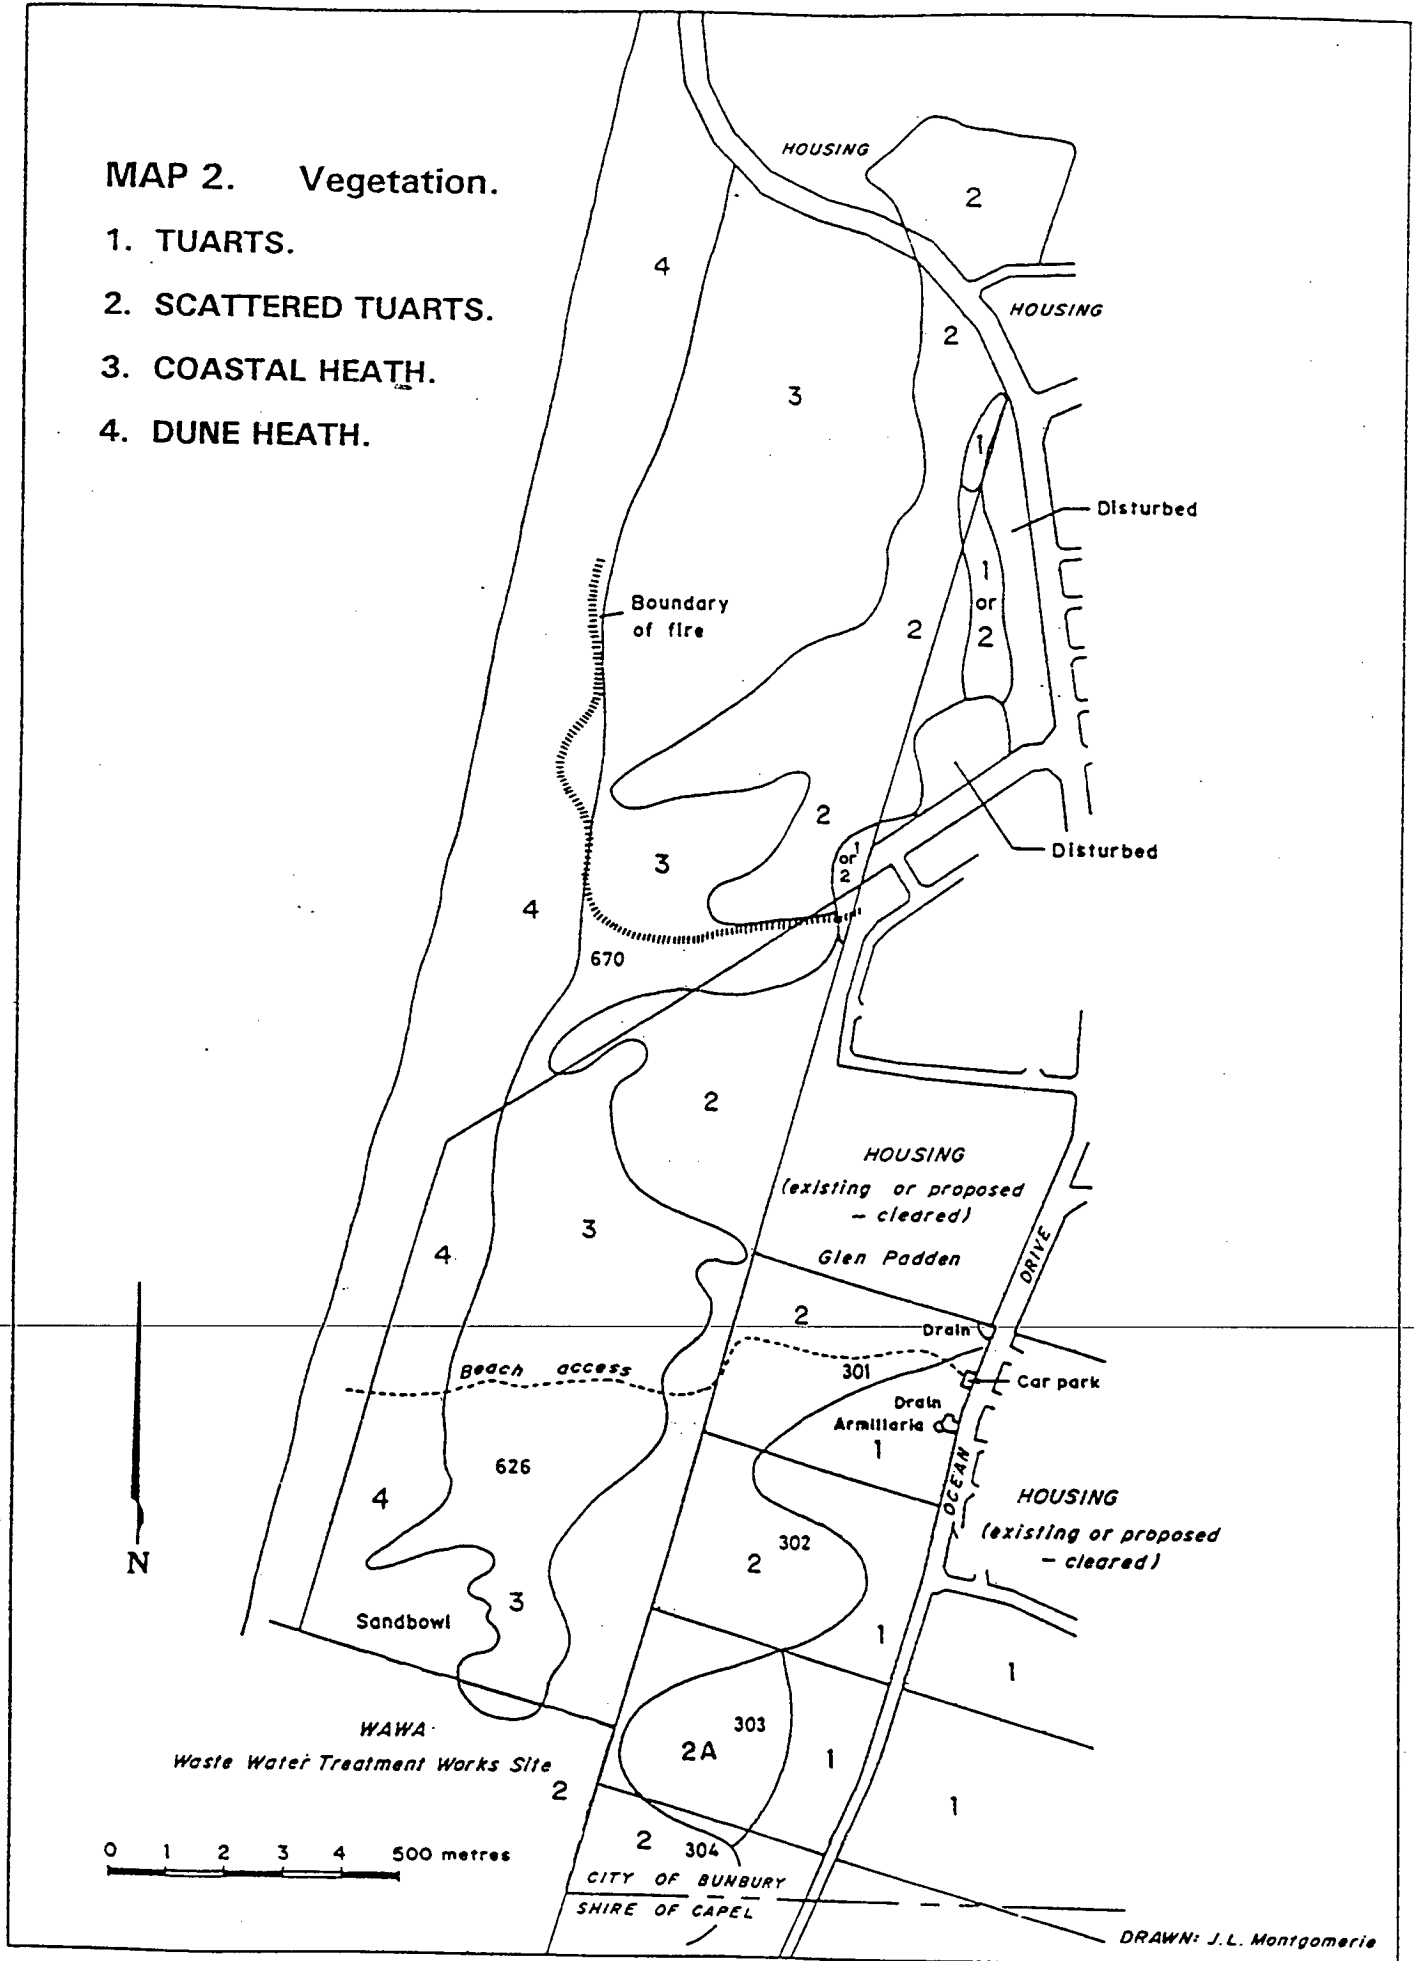 MAP 2. Vegetation.
1. TUARTS.
2. SCATTERED TUARTS.
3. COASTAL HEATH.
4. DUNE HEATH.
HOUSING
2
4
HOUSING
2
3
1
Disturbed
Boundary
of fire
1
or
2
2
2
Disturbed
3
1
or
2
4
670
2
HOUSING
(existing or proposed
- cleared)
3
4
Glen Padden
DRIVE
2
Drain
Beach access
301
Car park
Drain
Armillaria
1
OCEAN
626
4
HOUSING
(existing or proposed
- cleared)
302
2
3
Sandbowl
1
1
WAWA
Waste Water Treatment Works Site
303
2A
1
2
1
0 1 2 3 4 500 metres
2
304
CITY OF BUNBURY
SHIRE OF CAPEL
N
DRAWN: J.L. Montgomerie